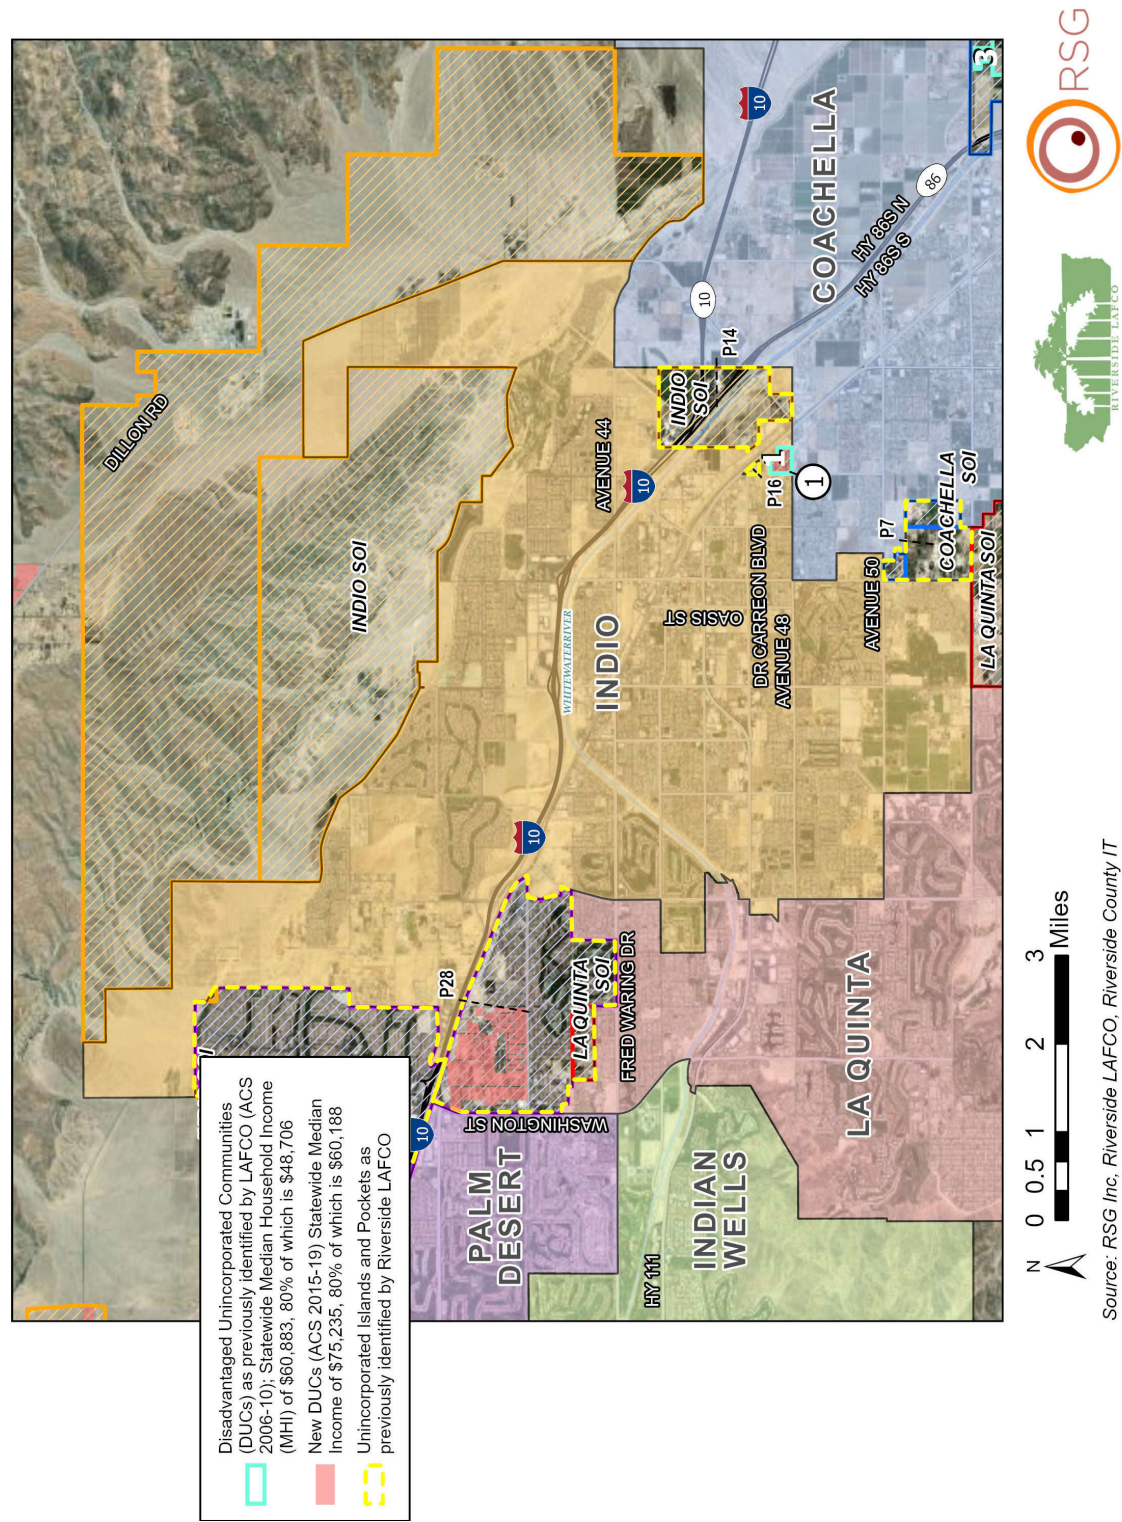 Disadvantaged Unincorporated Communities
(DUCs) as previously identified by LAFCO (ACS
2006-10); Statewide Median Household Income
(MHI) of $60,883, 80% of which is $48,706
New DUCs (ACS 2015-19) Statewide Median
Income of $75,235, 80% of which is $60,188
Unincorporated Islands and Pockets as
previously identified by Riverside LAFCO
DILLON RD
INDIO SOI
10
P28
WASHINGTON ST
LA QUINTA
SOI
FRED WARING DR
PALM
DESERT
INDIAN
WELLS
HY 111
LA QUINTA
10
WHITEWATERRIVER
INDIO
AVENUE 44
10
OASIS ST
DR CARREON BLVD
AVENUE 48
AVENUE 50
P7
P16
1
1
INDIO
SOI
P14
10
10
COACHELLA
HY 86S N
HY 86S S
86
COACHELLA
SOI
LA QUINTA SOI
3
N
0 0.5 1 2 3
Miles
Source: RSG Inc, Riverside LAFCO, Riverside County IT
RIVERSIDE LAFCO
RSG